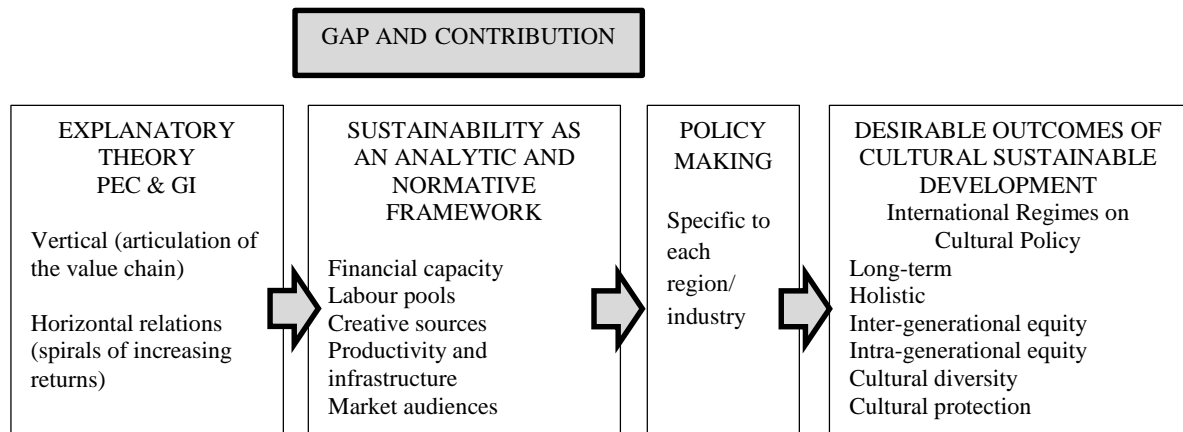 GAP AND CONTRIBUTION
EXPLANATORY
THEORY
PEC & GI
Vertical (articulation of
the value chain)
Horizontal relations
(spirals of increasing
returns)
SUSTAINABILITY AS
AN ANALYTIC AND
NORMATIVE
FRAMEWORK
Financial capacity
Labour pools
Creative sources
Productivity and
infrastructure
Market audiences
POLICY
MAKING
Specific to
each
region/
industry
DESIRABLE OUTCOMES OF
CULTURAL SUSTAINABLE
DEVELOPMENT
International Regimes on
Cultural Policy
Long-term
Holistic
Inter-generational equity
Intra-generational equity
Cultural diversity
Cultural protection